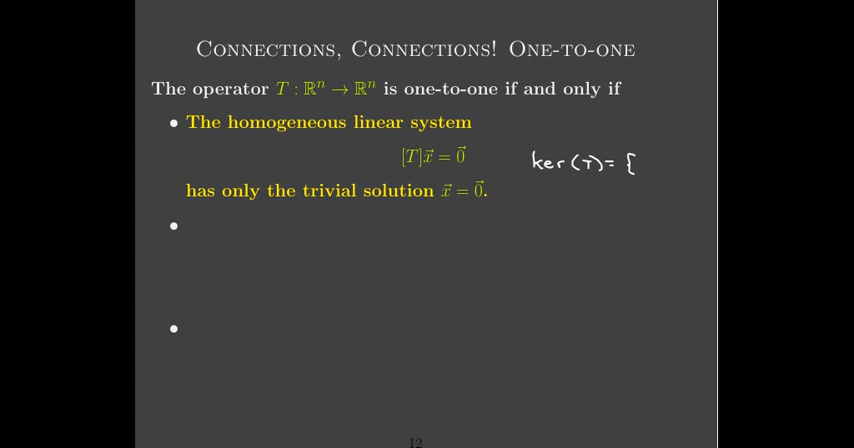 Connections, Connections! One-to-one
The operator T : ℝⁿ → ℝⁿ is one-to-one if and only if
• The homogeneous linear system
[T]x⃗ = 0⃗ ker(T) = {
has only the trivial solution x⃗ = 0⃗.
•
•
12